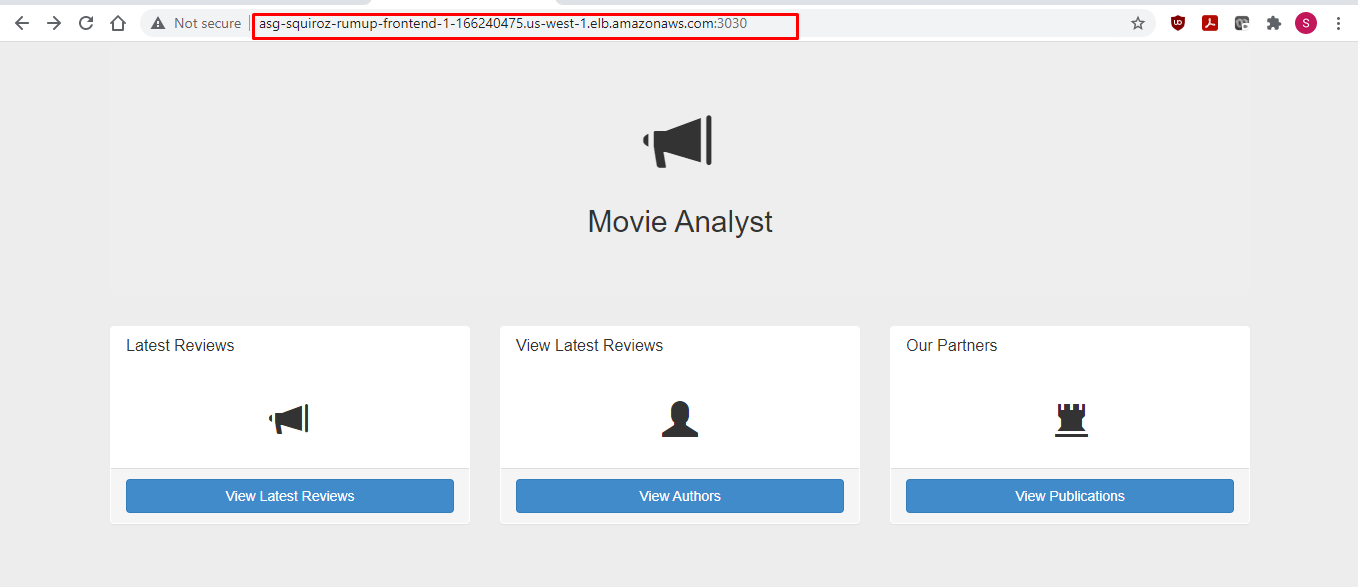 Not secure asg-squiroz-rumup-frontend-1-166240475.us-west-1.elb.amazonaws.com:3030
S
Movie Analyst
Latest Reviews
View Latest Reviews
View Latest Reviews
View Authors
Our Partners
View Publications